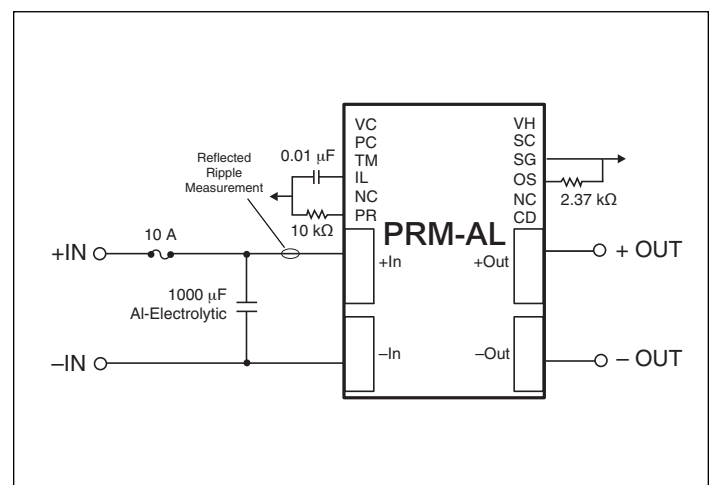 VC
PC
TM
IL
NC
PR
VH
SC
SG
OS
NC
CD
Reflected
Ripple
Measurement
0.01 μF
10 kΩ
2.37 kΩ
PRM-AL
10 A
+IN
+In
+Out
+ OUT
1000 μF
Al-Electrolytic
–IN
–In
–Out
– OUT